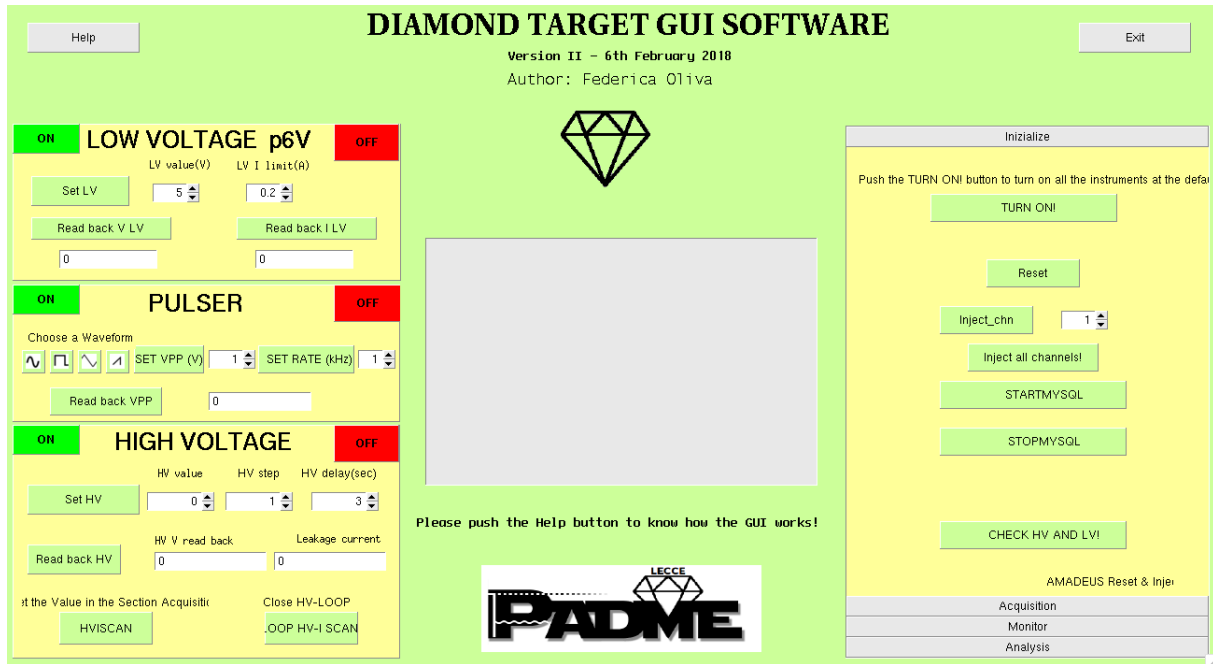 Help
DIAMOND TARGET GUI SOFTWARE
Exit
Version II - 6th February 2018
Author: Federica Oliva
ON
LOW VOLTAGE p6V
OFF
LV value(V)
LV I limit(A)
Set LV
5
0.2
Read back V LV
Read back I LV
0
0
ON
PULSER
OFF
Choose a Waveform
SET VPP (V)
1
SET RATE (kHz)
1
Read back VPP
0
ON
HIGH VOLTAGE
OFF
HV value
HV step
HV delay(sec)
Set HV
0
1
3
HV V read back
Leakage current
Read back HV
0
0
et the Value in the Section Acquisitic
Close HV-LOOP
HVISCAN
LOOP HV-I SCAN
Please push the Help button to know how the GUI works!
LECCE
PADME
Inizialize
Push the TURN ON! button to turn on all the instruments at the defau
TURN ON!
Reset
Inject_chn
1
Inject all channels!
STARTMYSQL
STOPMYSQL
CHECK HV AND LV!
AMADEUS Reset & Injec
Acquisition
Monitor
Analysis